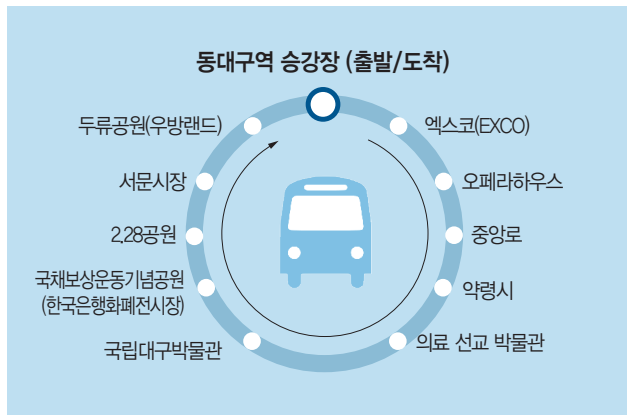 동대구역 승강장 (출발/도착)
엑스코(EXCO)
오페라하우스
중앙로
약령시
의료 선교 박물관
국립대구박물관
국채보상운동기념공원
(한국은행화폐전시장)
2.28공원
서문시장
두류공원(우방랜드)